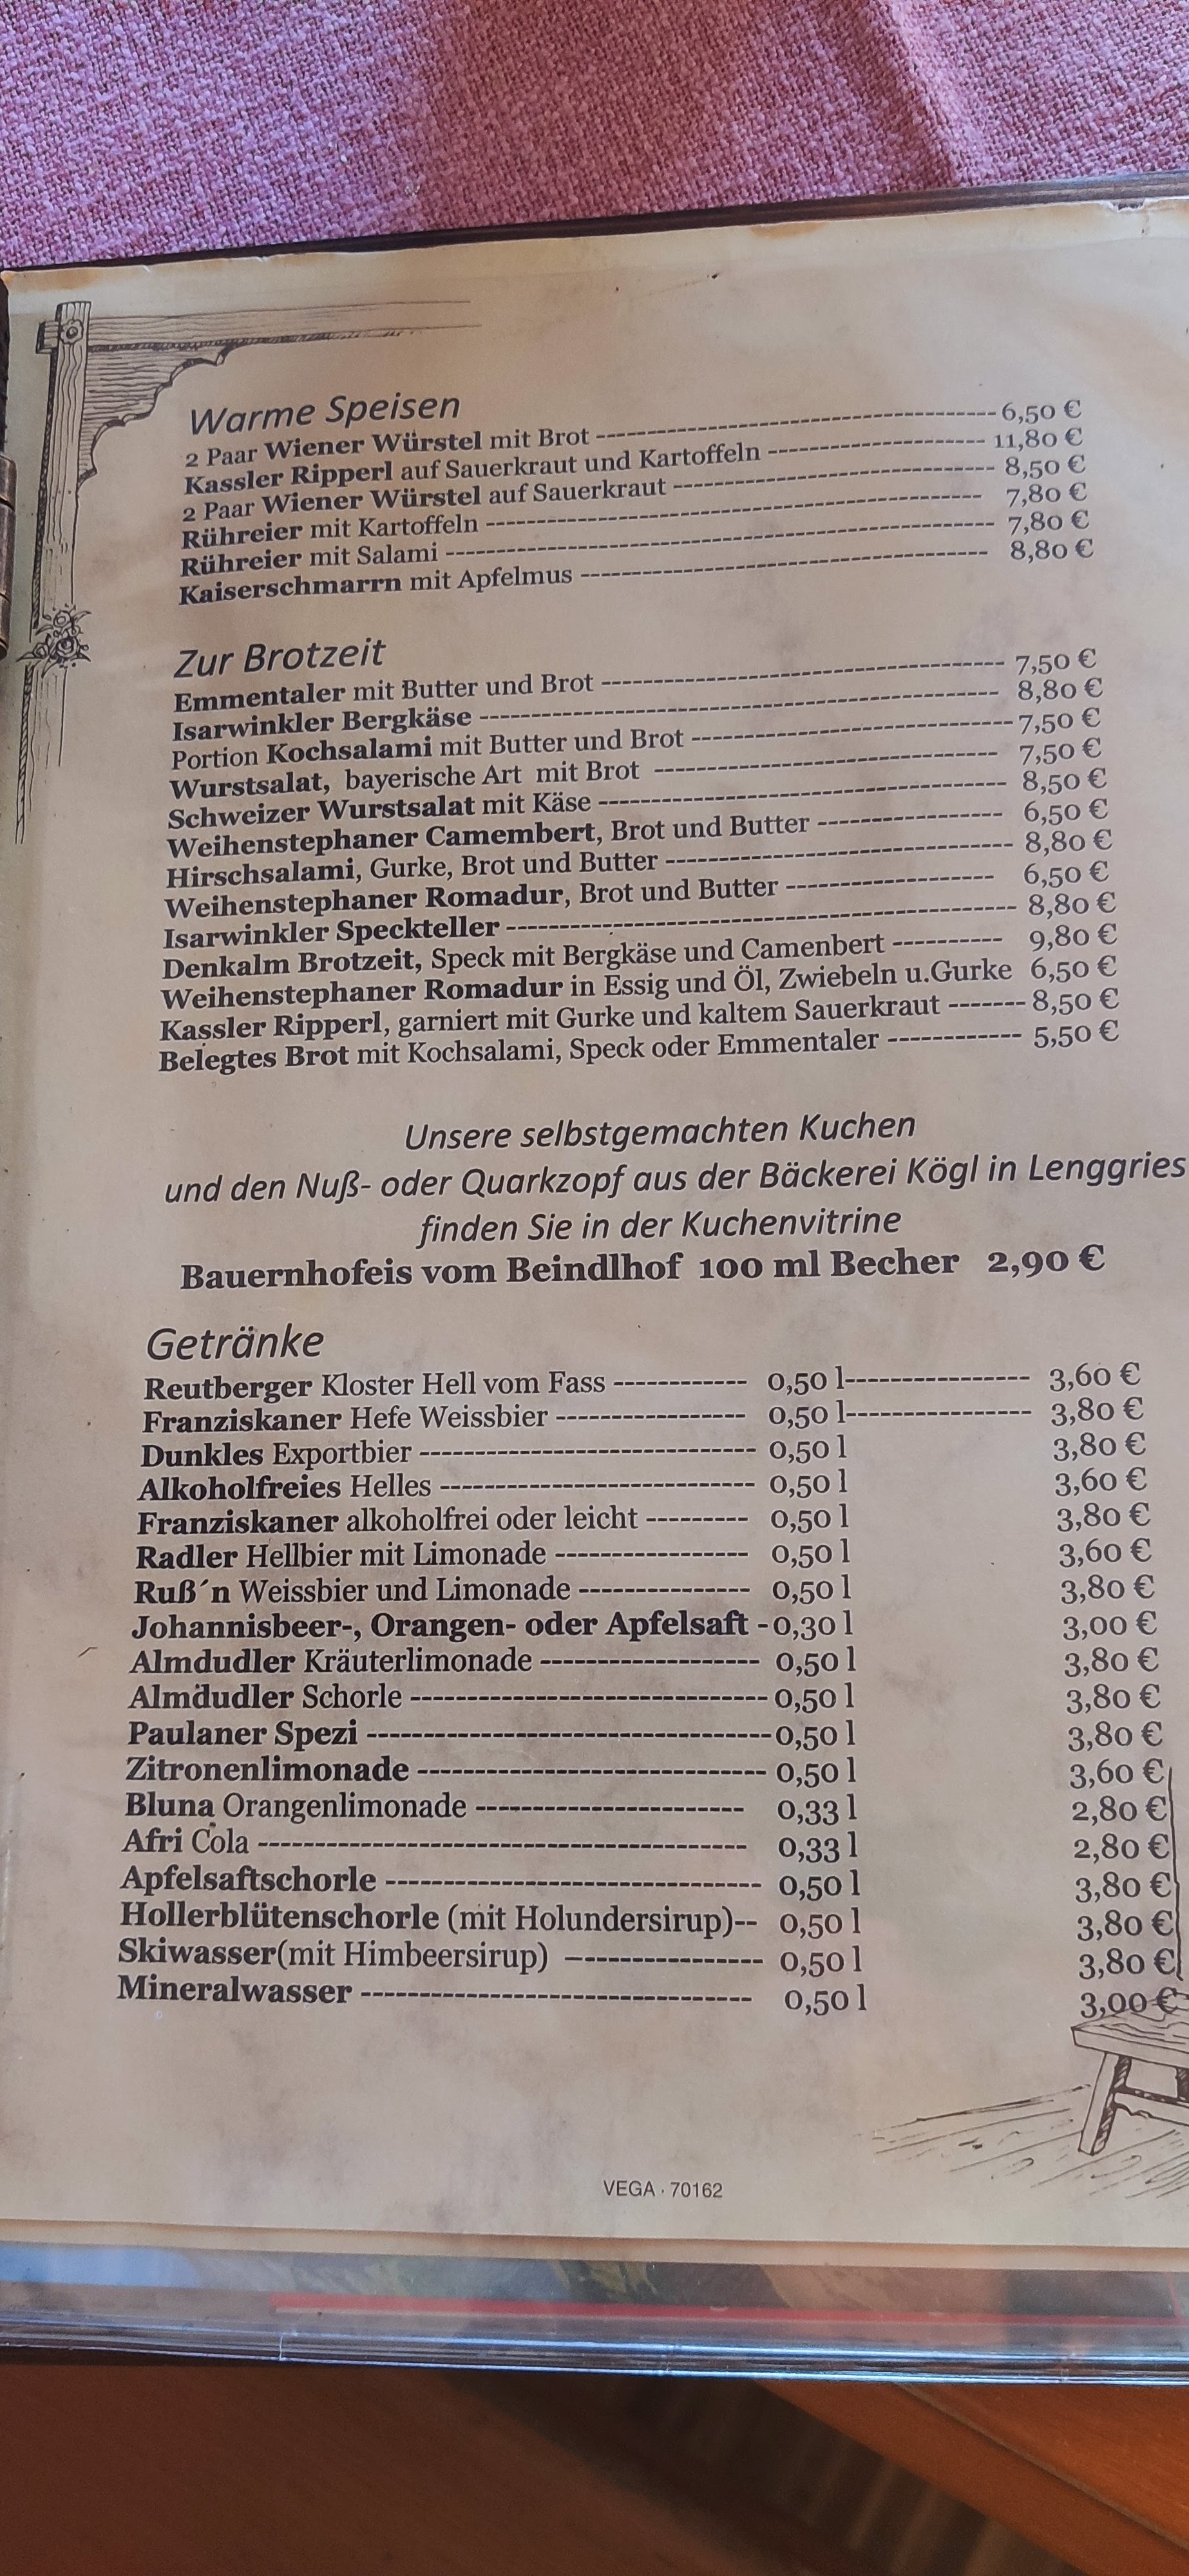 Warme Speisen
2 Paar Wiener Würstel mit Brot ------------------------------------- 6,50 €
Kassler Ripperl auf Sauerkraut und Kartoffeln -------------------- 11,80 €
2 Paar Wiener Würstel auf Sauerkraut ------------------------------ 8,50 €
Rühreier mit Kartoffeln ---------------------------------------------- 7,80 €
Rühreier mit Salami -------------------------------------------------- 7,80 €
Kaiserschmarrn mit Apfelmus -------------------------------------- 8,80 €
Zur Brotzeit
Emmentaler mit Butter und Brot ------------------------------------- 7,50 €
Isarwinkler Bergkäse ------------------------------------------------ 8,80 €
Portion Kochsalami mit Butter und Brot ----------------------------- 7,50 €
Wurstsalat, bayerische Art mit Brot -------------------------------- 7,50 €
Schweizer Wurstsalat mit Käse -------------------------------------- 8,50 €
Weihenstephaner Camembert, Brot und Butter ----------------- 6,50 €
Hirschsalami, Gurke, Brot und Butter -------------------------------- 8,80 €
Weihenstephaner Romadur, Brot und Butter ------------------- 6,50 €
Isarwinkler Speckteller ----------------------------------------------- 8,80 €
Denkalm Brotzeit, Speck mit Bergkäse und Camenbert ---------- 9,80 €
Weihenstephaner Romadur in Essig und Öl, Zwiebeln u.Gurke 6,50 €
Kassler Ripperl, garniert mit Gurke und kaltem Sauerkraut ------- 8,50 €
Belegtes Brot mit Kochsalami, Speck oder Emmentaler ------------ 5,50 €
Unsere selbstgemachten Kuchen
und den Nuß- oder Quarkzopf aus der Bäckerei Kögl in Lenggries
finden Sie in der Kuchenvitrine
Bauernhofeis vom Beindlhof 100 ml Becher 2,90 €
Getränke
Reutberger Kloster Hell vom Fass ------------ 0,50 l---------------- 3,60 €
Franziskaner Hefe Weissbier ----------------- 0,50 l---------------- 3,80 €
Dunkles Exportbier ------------------------------ 0,50 l 3,80 €
Alkoholfreies Helles ---------------------------- 0,50 l 3,60 €
Franziskaner alkoholfrei oder leicht --------- 0,50 l 3,80 €
Radler Hellbier mit Limonade ----------------- 0,50 l 3,60 €
Ruß´n Weissbier und Limonade --------------- 0,50 l 3,80 €
Johannisbeer-, Orangen- oder Apfelsaft -0,30 l 3,00 €
Almdudler Kräuterlimonade ------------------- 0,50 l 3,80 €
Almdudler Schorle -------------------------------0,50 l 3,80 €
Paulaner Spezi -----------------------------------0,50 l 3,80 €
Zitronenlimonade ------------------------------ 0,50 l 3,60 €
Bluna Orangenlimonade ----------------------- 0,33 l 2,80 €
Afri Cola ------------------------------------------ 0,33 l 2,80 €
Apfelsaftschorle -------------------------------- 0,50 l 3,80 €
Hollerblütenschorle (mit Holundersirup)-- 0,50 l 3,80 €
Skiwasser(mit Himbeersirup) ----------------- 0,50 l 3,80 €
Mineralwasser --------------------------------- 0,50 l 3,00 €
VEGA · 70162